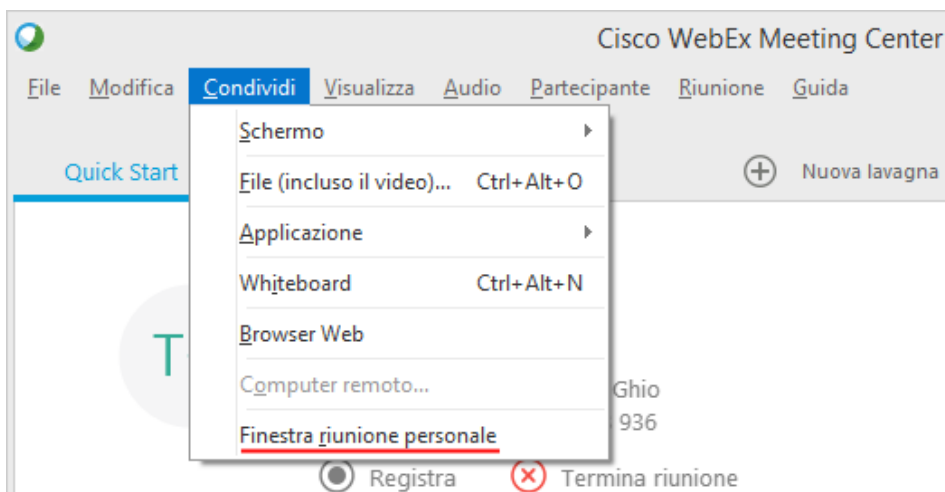 Cisco WebEx Meeting Center
File Modifica Condividi Visualizza Audio Partecipante Riunione Guida
Quick Start
Nuova lavagna
Schermo
File (incluso il video)... Ctrl+Alt+O
Applicazione
Whiteboard Ctrl+Alt+N
Browser Web
Computer remoto...
Finestra riunione personale
T
Ghio
936
Registra Termina riunione